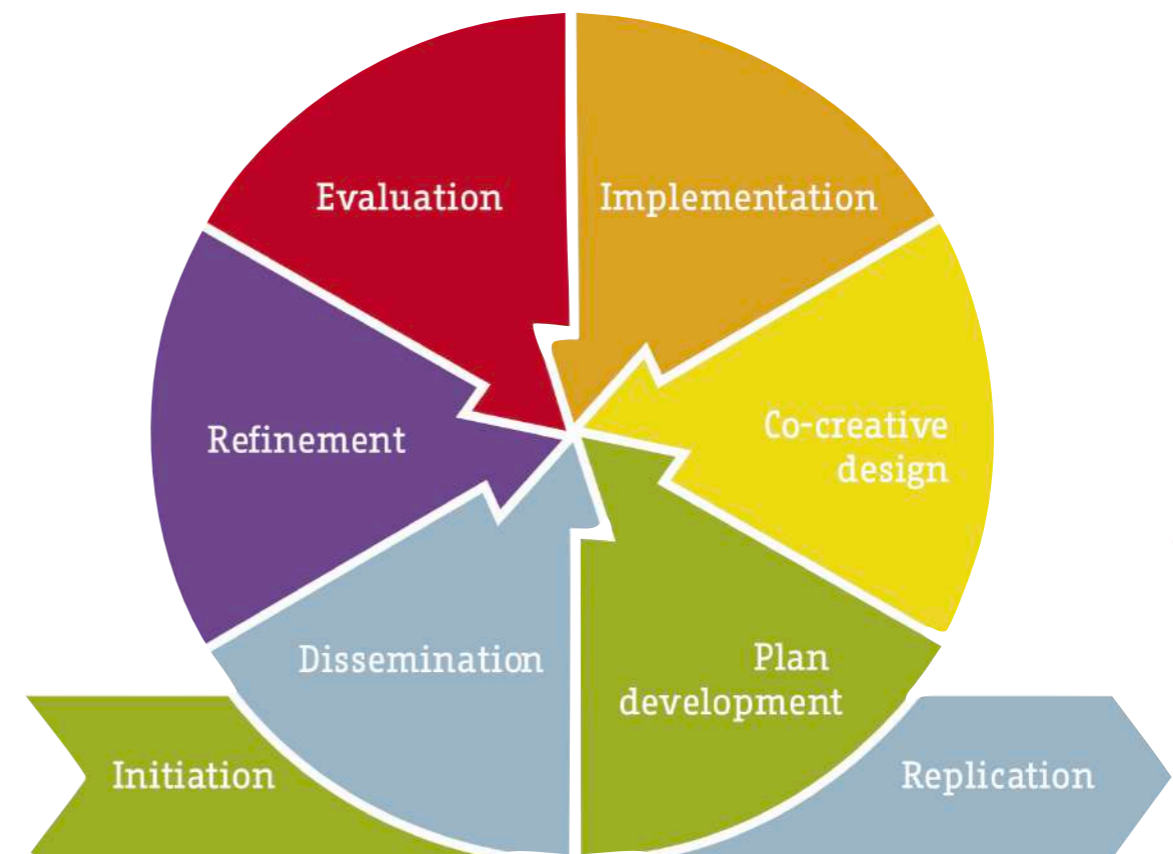 Evaluation
Implementation
Refinement
Co-creative
design
Dissemination
Plan
development
Initiation
Replication